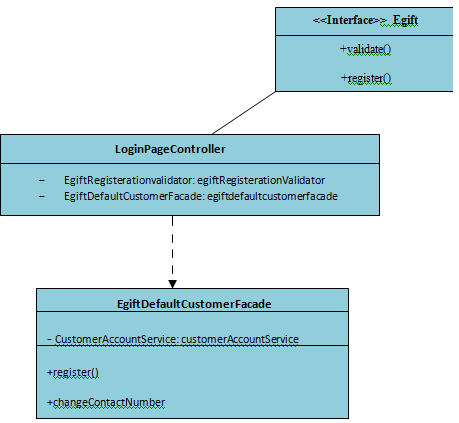 <<Interface>> Egift
+validate()
+register()
LoginPageController
– EgiftRegisterationvalidator: egiftRegisterationValidator
– EgiftDefaultCustomerFacade: egiftdefaultcustomerfacade
EgiftDefaultCustomerFacade
– CustomerAccountService: customerAccountService
+register()
+changeContactNumber